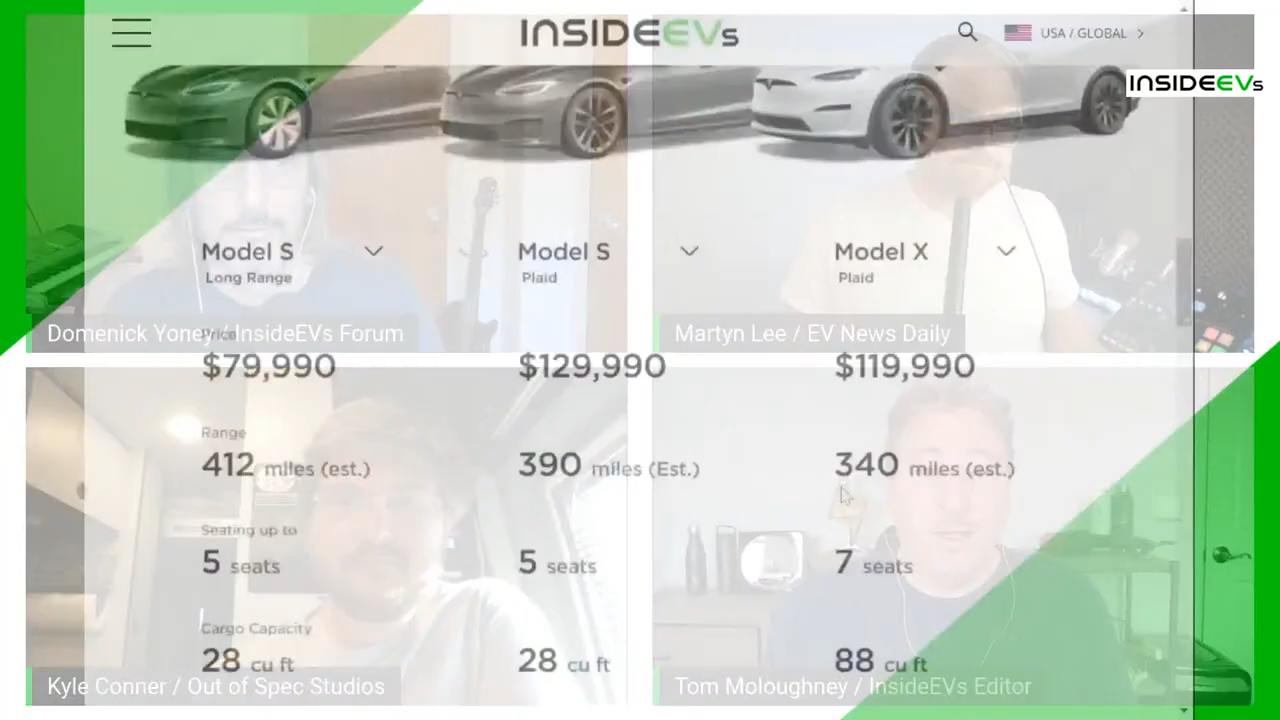 INSIDEEVs
USA / GLOBAL
INSIDEEVs
Model S
Model S
Model X
Long Range
Plaid
Plaid
Domenick Yoney / InsideEVs Forum
Martyn Lee / EV News Daily
Price
$79,990
$129,990
$119,990
Range
412 miles (est.)
390 miles (Est.)
340 miles (est.)
Seating up to
5 seats
5 seats
7 seats
Cargo Capacity
28 cu ft
28 cu ft
88 cu ft
Kyle Conner / Out of Spec Studios
Tom Moloughney / InsideEVs Editor